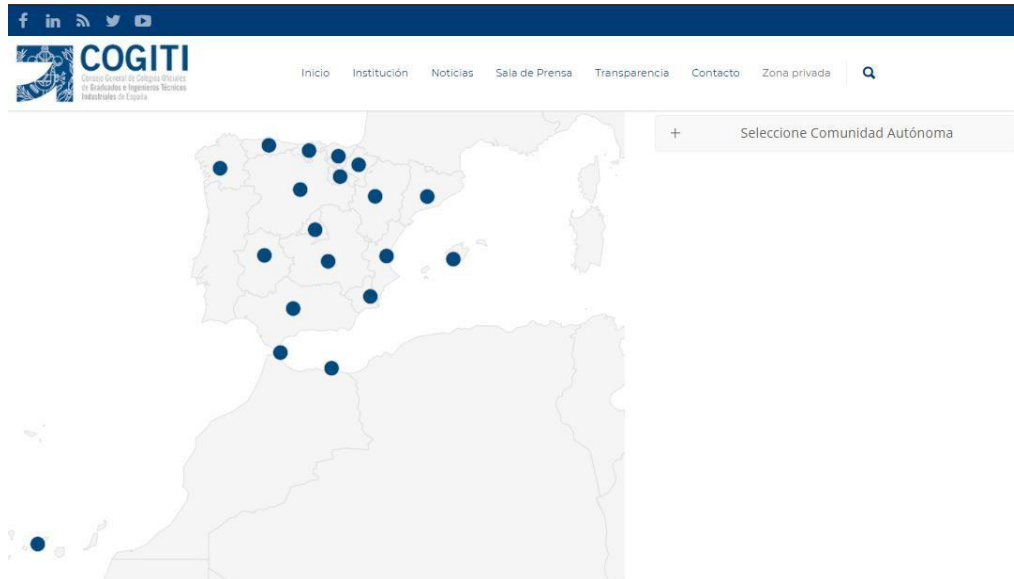 COGITI
Consejo General de Colegios Oficiales
de Graduados e Ingenieros Técnicos
Industriales de España
Inicio Institución Noticias Sala de Prensa Transparencia Contacto Zona privada
+ Seleccione Comunidad Autónoma